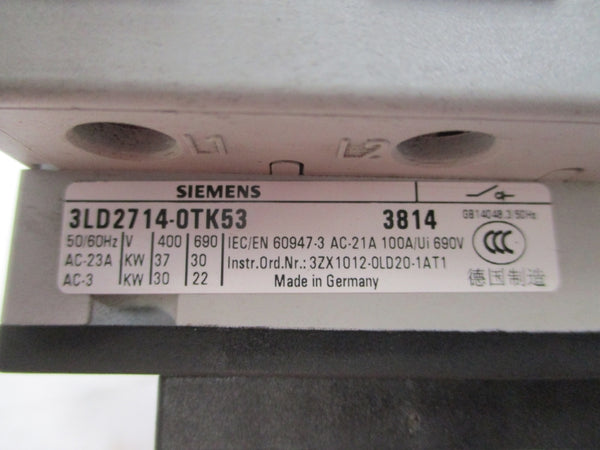 L1 L2
SIEMENS
3LD2714-0TK53 3814 GB14048.3/50Hz
50/60Hz V 400 690 IEC/EN 60947-3 AC-21A 100A/Ui 690V
AC-23A KW 37 30 Instr.Ord.Nr.: 3ZX1012-0LD20-1AT1
AC-3 KW 30 22 Made in Germany 德国制造